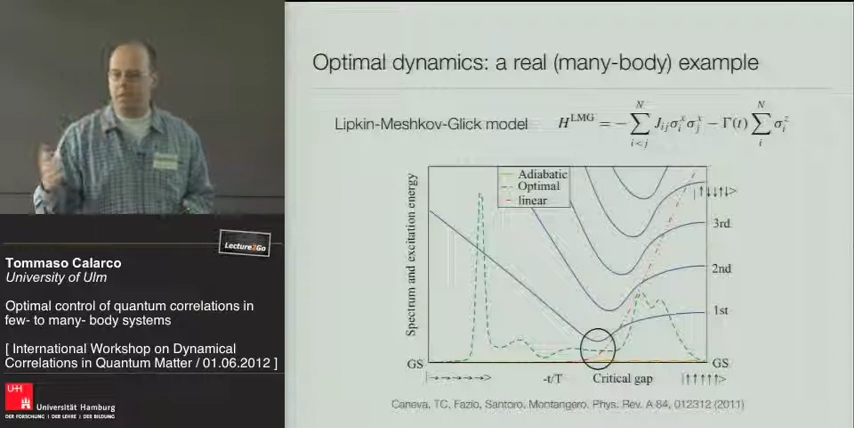 Optimal dynamics: a real (many-body) example
Lipkin-Meshkov-Glick model
H^LMG = − ∑_{i<j}^{N} J_{ij} σ_i^x σ_j^x − Γ(t) ∑_i^N σ_i^z
Adiabatic
Optimal
linear
Spectrum and excitation energy
|↑↓↓↑↓>
3rd
2nd
1st
GS
GS
|→→→→→>
-t/T
Critical gap
|↑↑↑↑↑>
Caneva, TC, Fazio, Santoro, Montangero, Phys. Rev. A 84, 012312 (2011)
Lecture2Go
Tommaso Calarco
University of Ulm
Optimal control of quantum correlations in
few- to many- body systems
[ International Workshop on Dynamical
Correlations in Quantum Matter / 01.06.2012 ]
UHH
Universität Hamburg
DER FORSCHUNG | DER LEHRE | DER BILDUNG